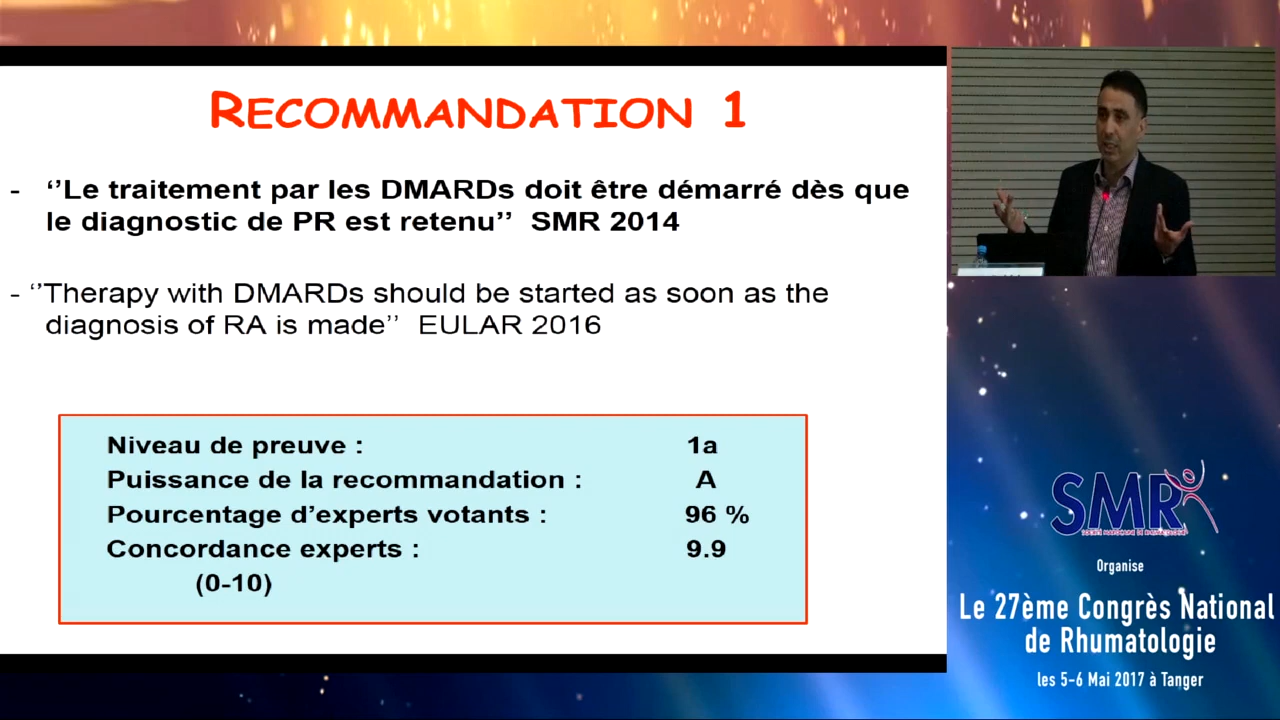 RECOMMANDATION 1
- ‘’Le traitement par les DMARDs doit être démarré dès que
le diagnostic de PR est retenu’’ SMR 2014
- ‘’Therapy with DMARDs should be started as soon as the
diagnosis of RA is made’’ EULAR 2016
Niveau de preuve : 1a
Puissance de la recommandation : A
Pourcentage d’experts votants : 96 %
Concordance experts : 9.9
(0-10)
SMR
Organise
Le 27ème Congrès National
de Rhumatologie
les 5-6 Mai 2017 à Tanger